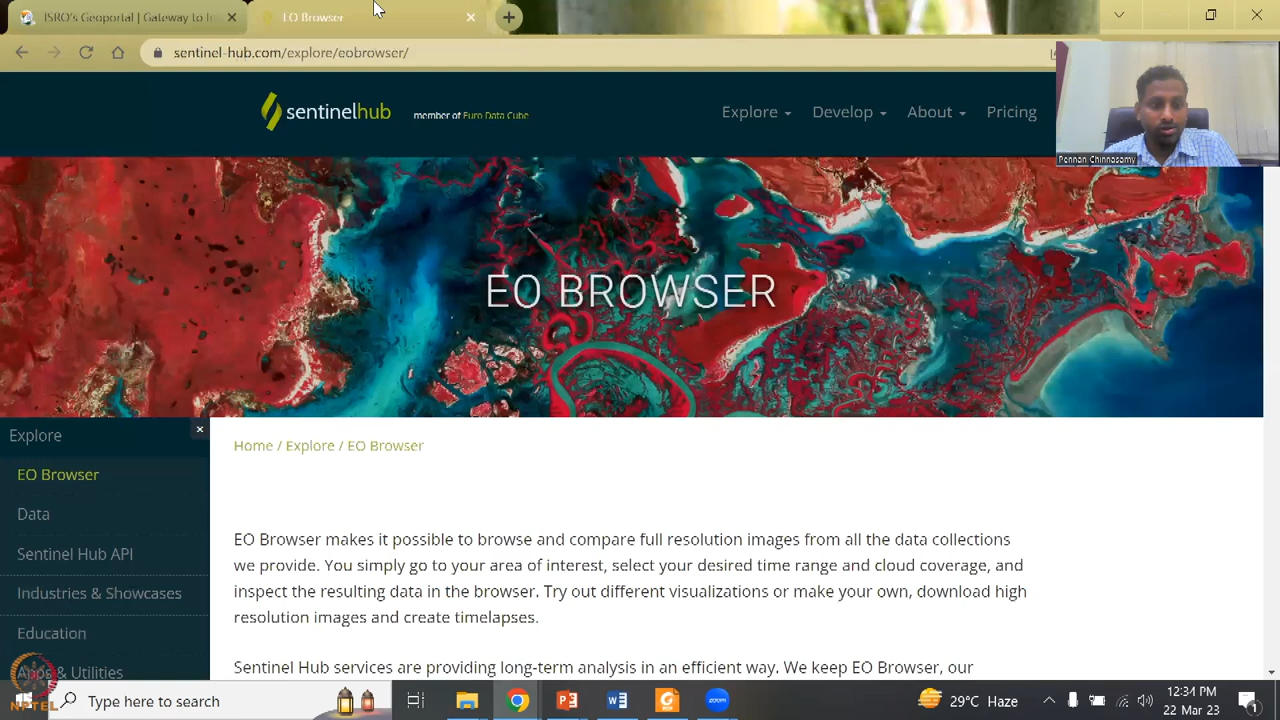 ISRO's Geoportal | Gateway to In
EO Browser
sentinel-hub.com/explore/eobrowser/
sentinelhub
member of Euro Data Cube
Explore
Develop
About
Pricing
Pennan Chinnasamy
EO BROWSER
Explore
EO Browser
Data
Sentinel Hub API
Industries & Showcases
Education
Apps & Utilities
Home / Explore / EO Browser
EO Browser makes it possible to browse and compare full resolution images from all the data collections
we provide. You simply go to your area of interest, select your desired time range and cloud coverage, and
inspect the resulting data in the browser. Try out different visualizations or make your own, download high
resolution images and create timelapses.
Sentinel Hub services are providing long-term analysis in an efficient way. We keep EO Browser, our
NPTEL
Type here to search
29°C Haze
12:34 PM
22 Mar 23
1